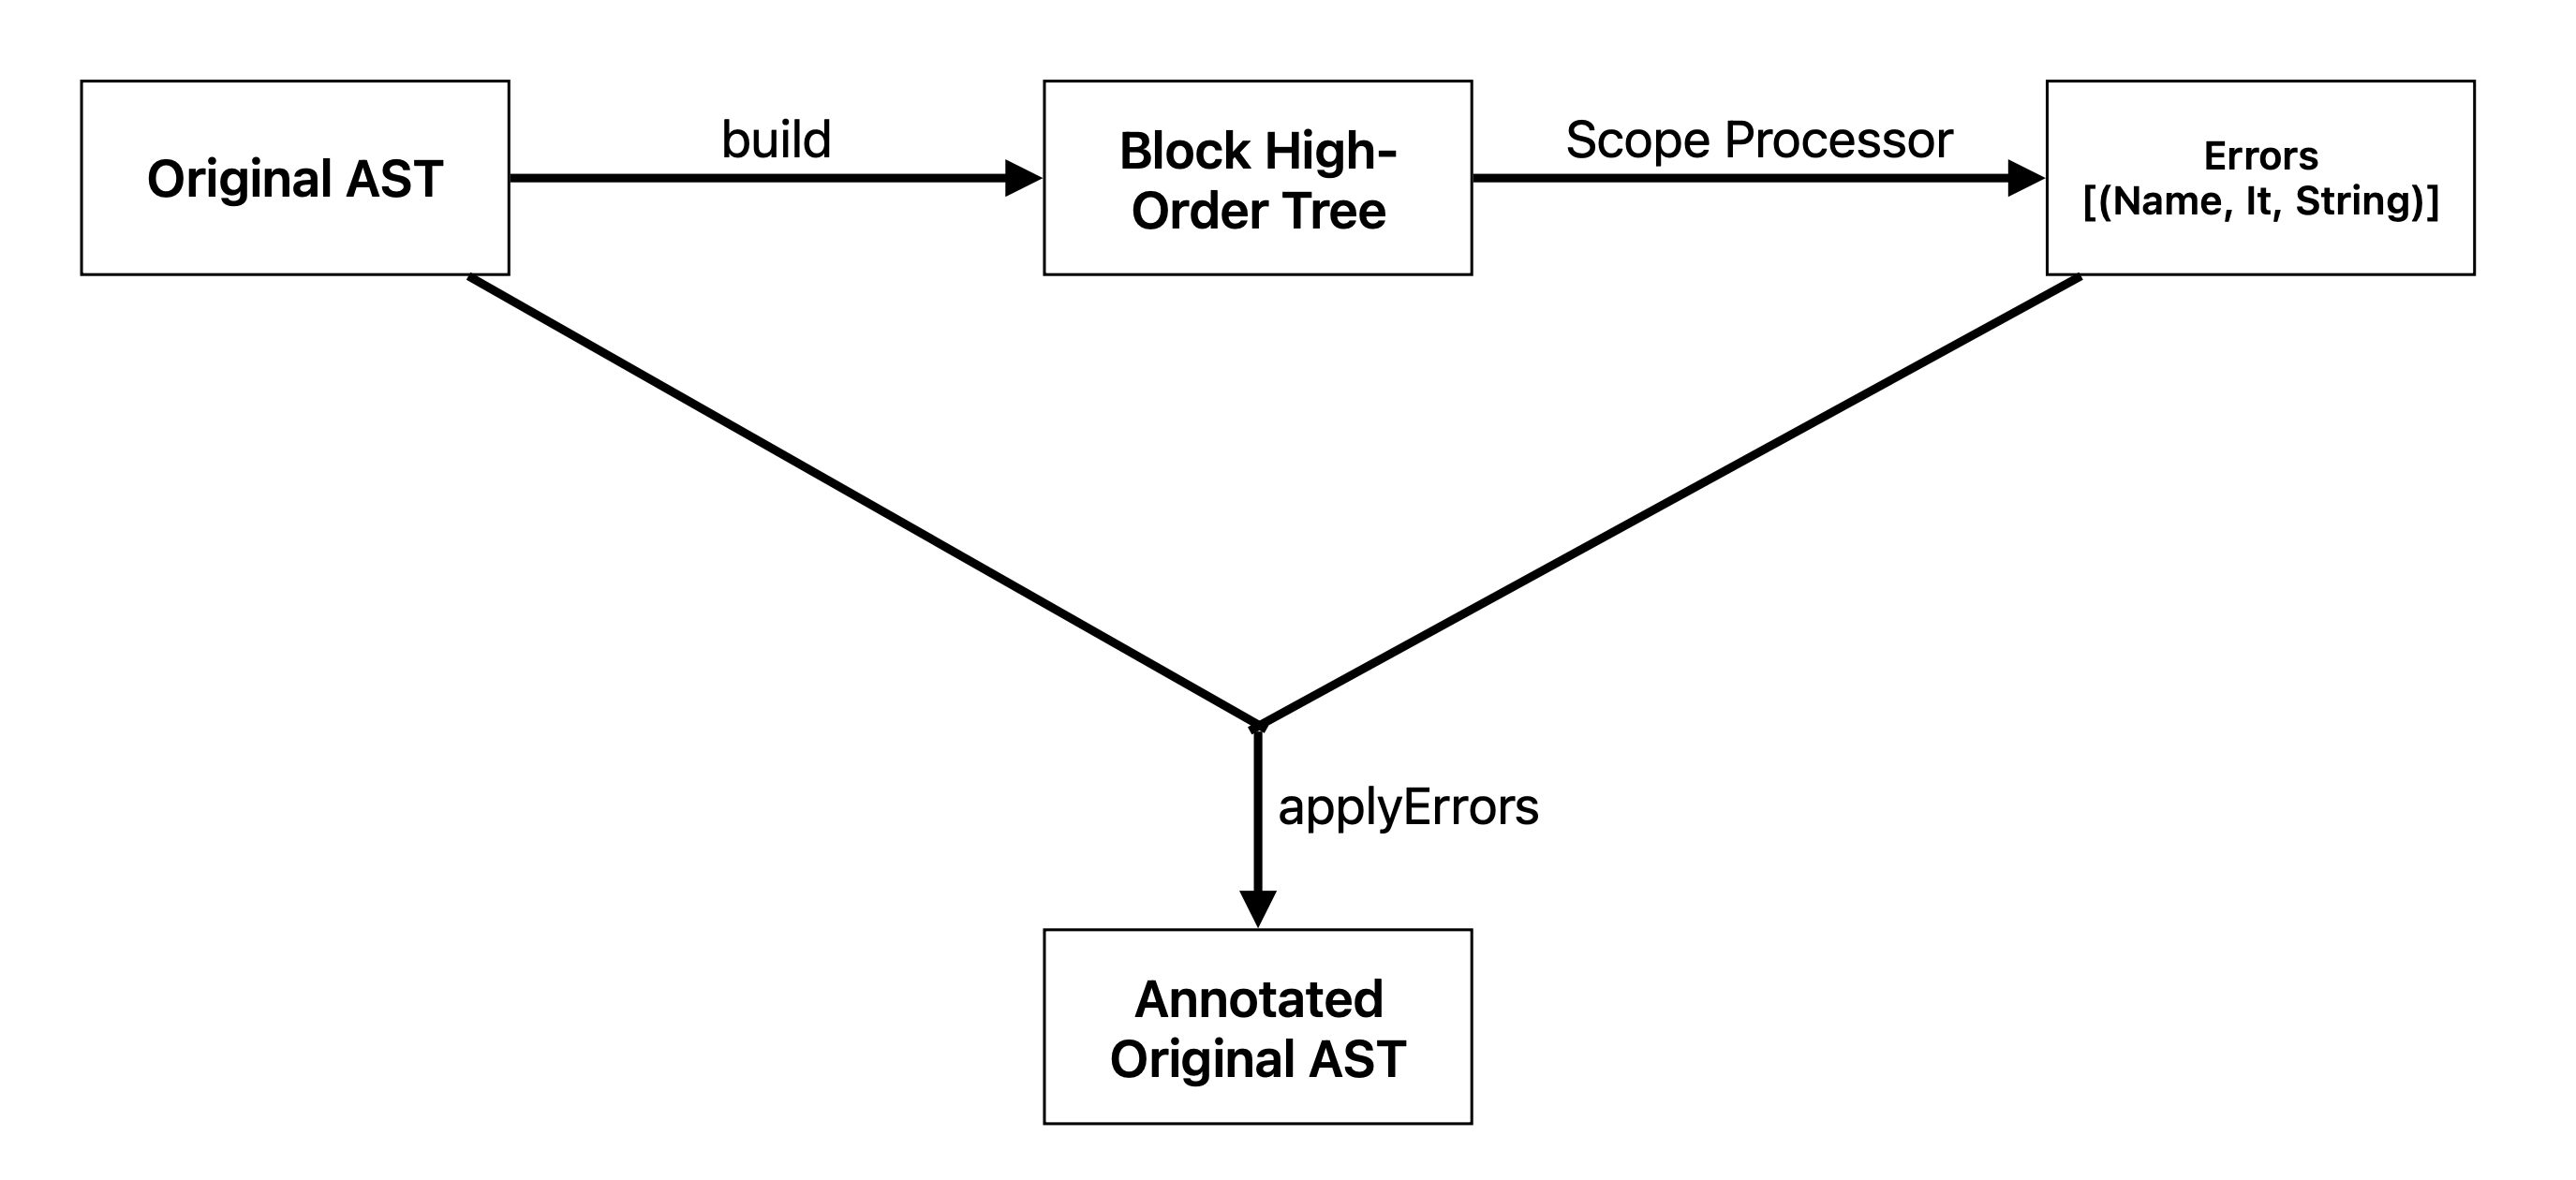 Original AST
build
Block High-
Order Tree
Scope Processor
Errors
[(Name, It, String)]
applyErrors
Annotated
Original AST